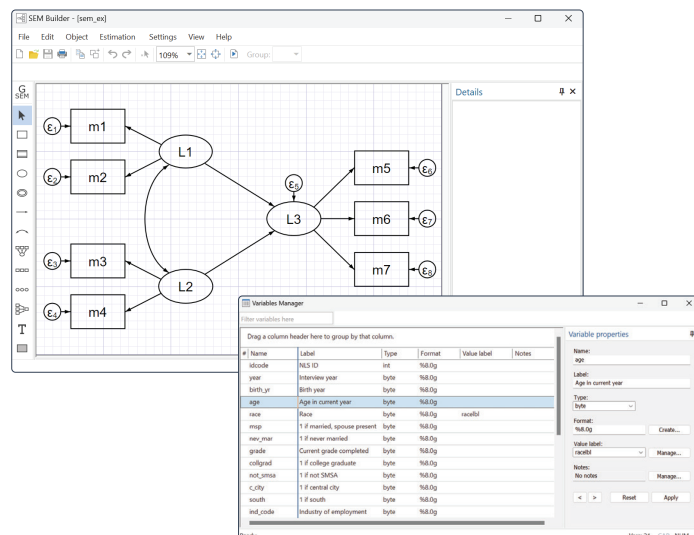 SEM Builder - [sem_ex]
File Edit Object Estimation Settings View Help
109% Group:
G
SEM
Details
ε1 m1
ε2 m2
L1
ε5
m5 ε6
L3 m6 ε7
m7 ε8
ε3 m3
L2
ε4 m4
T
Variables Manager
Filter variables here
Drag a column header here to group by that column.
# Name Label Type Format Value label Notes
idcode NLS ID int %8.0g
year Interview year byte %8.0g
birth_yr Birth year byte %8.0g
age Age in current year byte %8.0g
race Race byte %8.0g racelbl
msp 1 if married, spouse present byte %8.0g
nev_mar 1 if never married byte %8.0g
grade Current grade completed byte %8.0g
collgrad 1 if college graduate byte %8.0g
not_smsa 1 if not SMSA byte %8.0g
c_city 1 if central city byte %8.0g
south 1 if south byte %8.0g
ind_code Industry of employment byte %8.0g
Variable properties
Name:
age
Label:
Age in current year
Type:
byte
Format:
%8.0g Create...
Value label:
racelbl Manage...
Notes:
No notes Manage...
< > Reset Apply